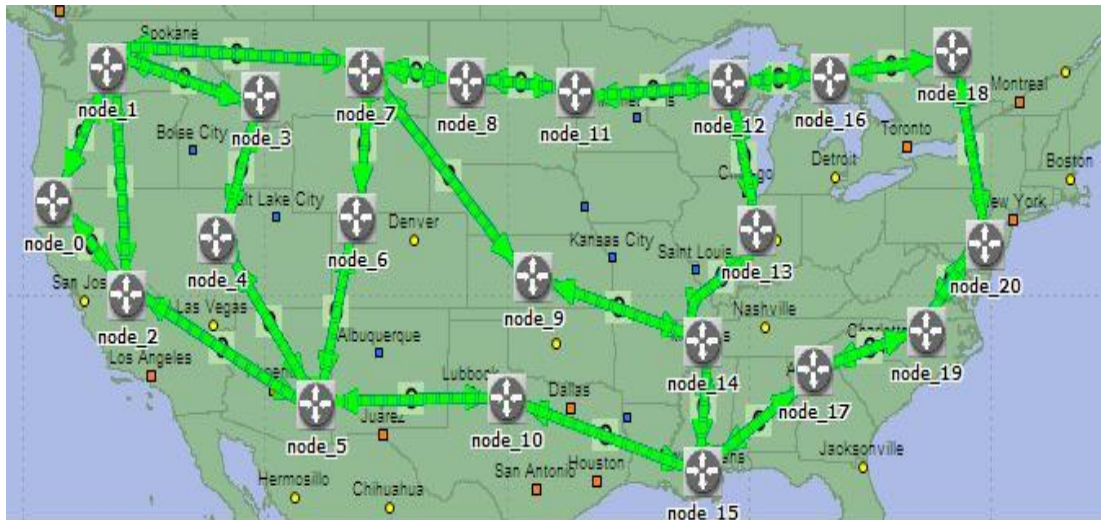 Spokane
Montreal
node_18
node_1
node_7
node_8
node_16
node_3
node_11
node_12
Boise City
Toronto
Detroit
Boston
node_0
Salt Lake City
Denver
New York
node_4
node_6
Kansas City
Saint Louis
node_13
node_20
San Jos
Las Vegas
node_9
Nashville
node_2
Los Angeles
Albuquerque
Charlotte
node_14
node_19
Lubbock
Dallas
node_17
Juarez
node_5
node_10
San Antonio
Houston
Jacksonville
Hermosillo
Chihuahua
node_15